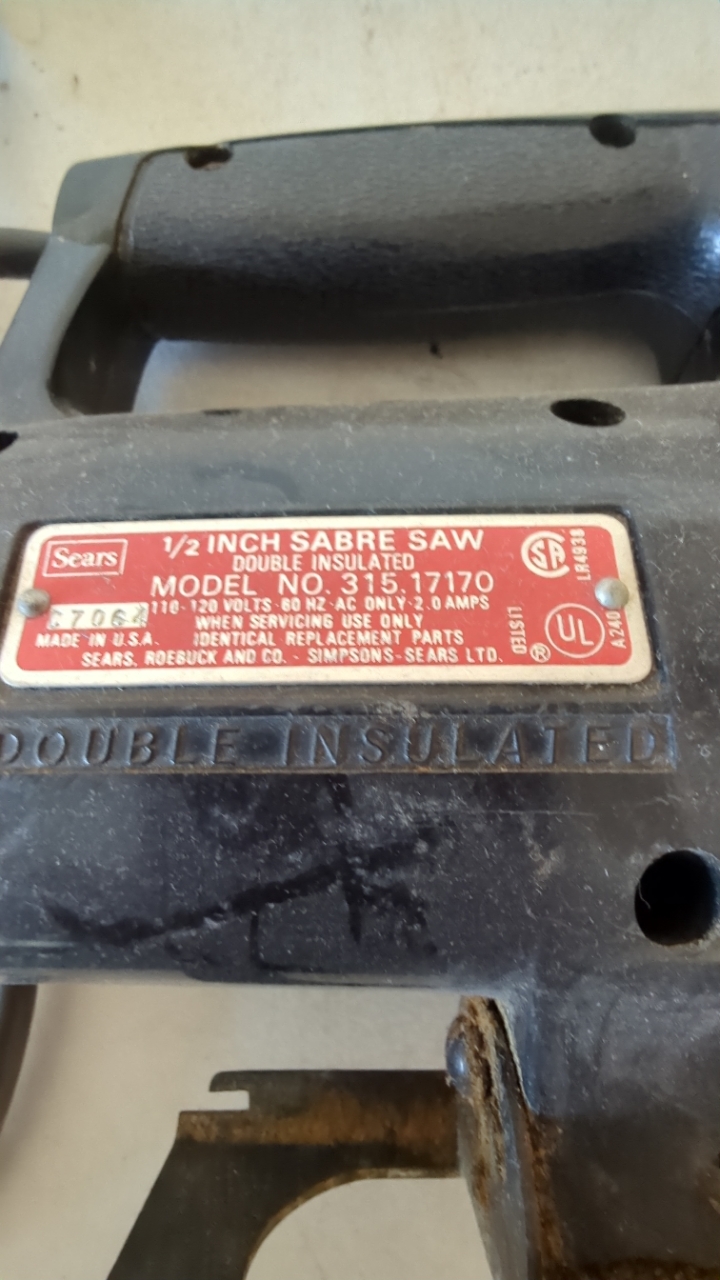 Sears
1/2 INCH SABRE SAW
DOUBLE INSULATED
MODEL NO. 315.17170
110-120 VOLTS-60 HZ-AC ONLY-2.0 AMPS
WHEN SERVICING USE ONLY
MADE IN U.S.A. IDENTICAL REPLACEMENT PARTS
SEARS, ROEBUCK AND CO. - SIMPSONS-SEARS LTD.
SP
LR4938
LISTED
UL
®
A240
DOUBLE INSULATED